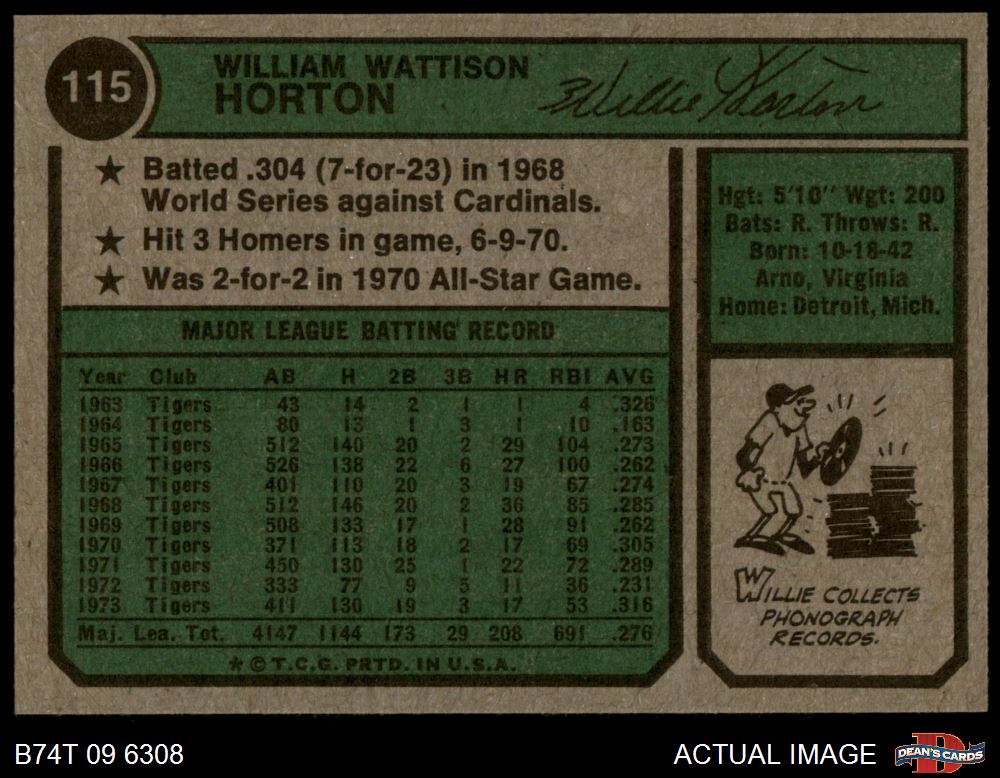 115
WILLIAM WATTISON
HORTON
Willie Horton
★ Batted .304 (7-for-23) in 1968
World Series against Cardinals.
★ Hit 3 Homers in game, 6-9-70.
★ Was 2-for-2 in 1970 All-Star Game.
Hgt: 5'10" Wgt: 200
Bats: R. Throws: R.
Born: 10-18-42
Arno, Virginia
Home: Detroit, Mich.
MAJOR LEAGUE BATTING RECORD
Year Club AB H 2B 3B HR RBI AVG
1963 Tigers 43 14 2 1 1 4 .326
1964 Tigers 80 13 1 3 1 10 .163
1965 Tigers 512 140 20 2 29 104 .273
1966 Tigers 526 138 22 6 27 100 .262
1967 Tigers 401 110 20 3 19 67 .274
1968 Tigers 512 146 20 2 36 85 .285
1969 Tigers 508 133 17 1 28 91 .262
1970 Tigers 371 113 18 2 17 69 .305
1971 Tigers 450 130 25 1 22 72 .289
1972 Tigers 333 77 9 5 11 36 .231
1973 Tigers 411 130 19 3 17 53 .316
Maj. Lea. Tot. 4147 1144 173 29 208 691 .276
* © T.C.G. PRTD. IN U.S.A.
WILLIE COLLECTS
PHONOGRAPH
RECORDS.
B74T 09 6308
ACTUAL IMAGE
DEAN'S CARDS